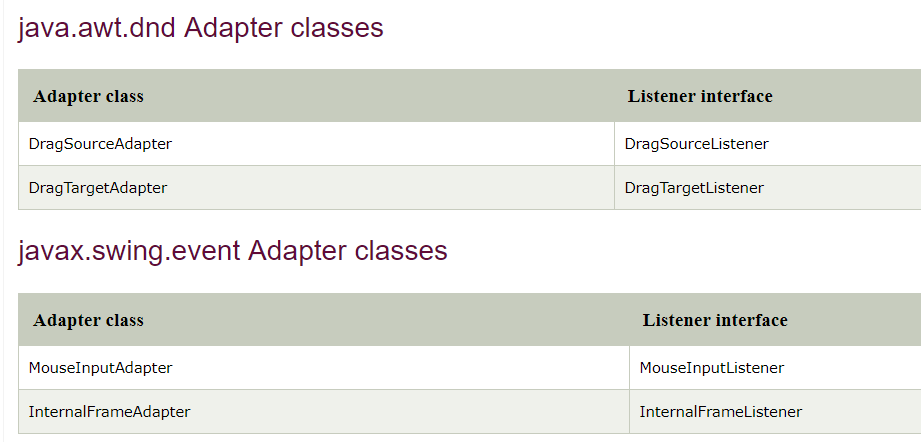 java.awt.dnd Adapter classes
Adapter class Listener interface
DragSourceAdapter DragSourceListener
DragTargetAdapter DragTargetListener
javax.swing.event Adapter classes
Adapter class Listener interface
MouseInputAdapter MouseInputListener
InternalFrameAdapter InternalFrameListener